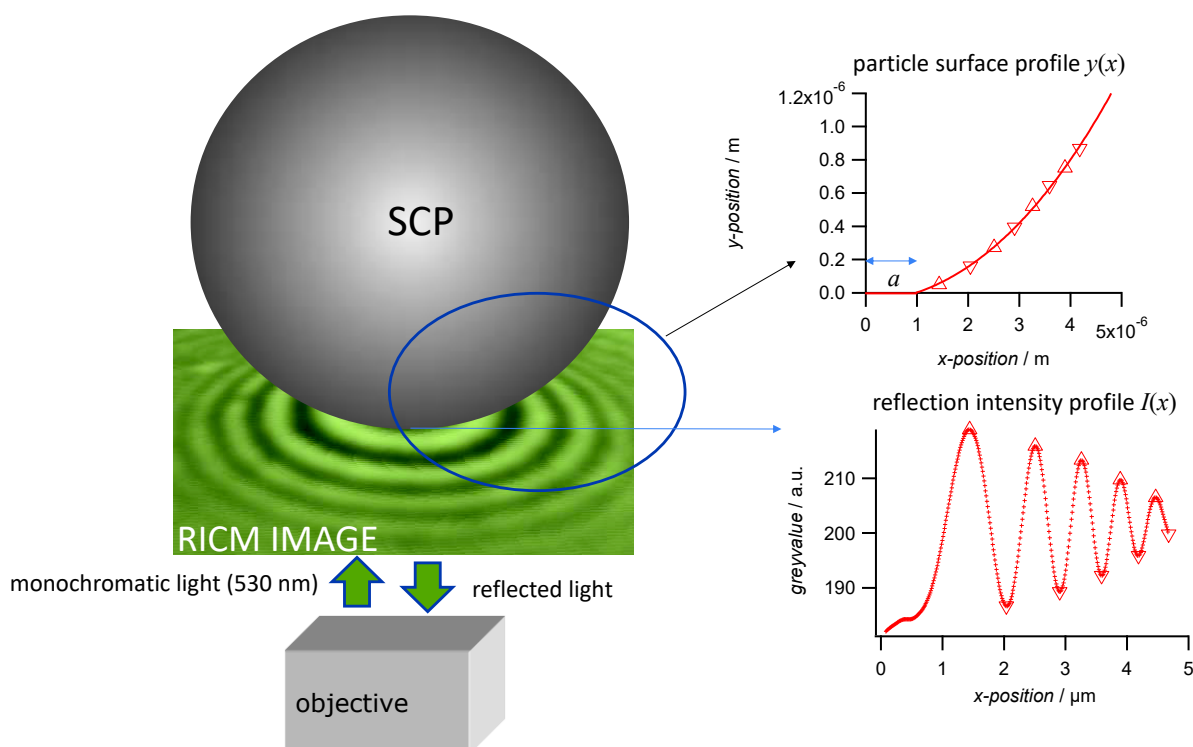 SCP
RICM IMAGE
monochromatic light (530 nm)
reflected light
objective
particle surface profile y(x)
1.2x10⁻⁶
1.0
0.8
0.6
0.4
0.2
0.0
y-position / m
a
0 1 2 3 4 5x10⁻⁶
x-position / m
reflection intensity profile I(x)
210
200
190
greyvalue / a.u.
0 1 2 3 4 5
x-position / µm